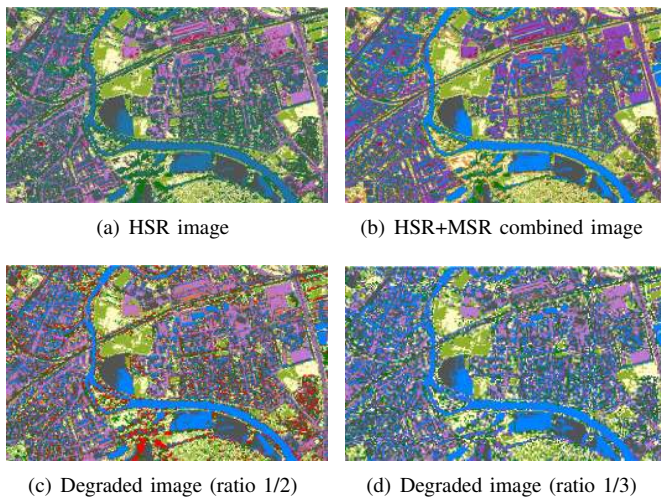 (a) HSR image
(b) HSR+MSR combined image
(c) Degraded image (ratio 1/2)
(d) Degraded image (ratio 1/3)